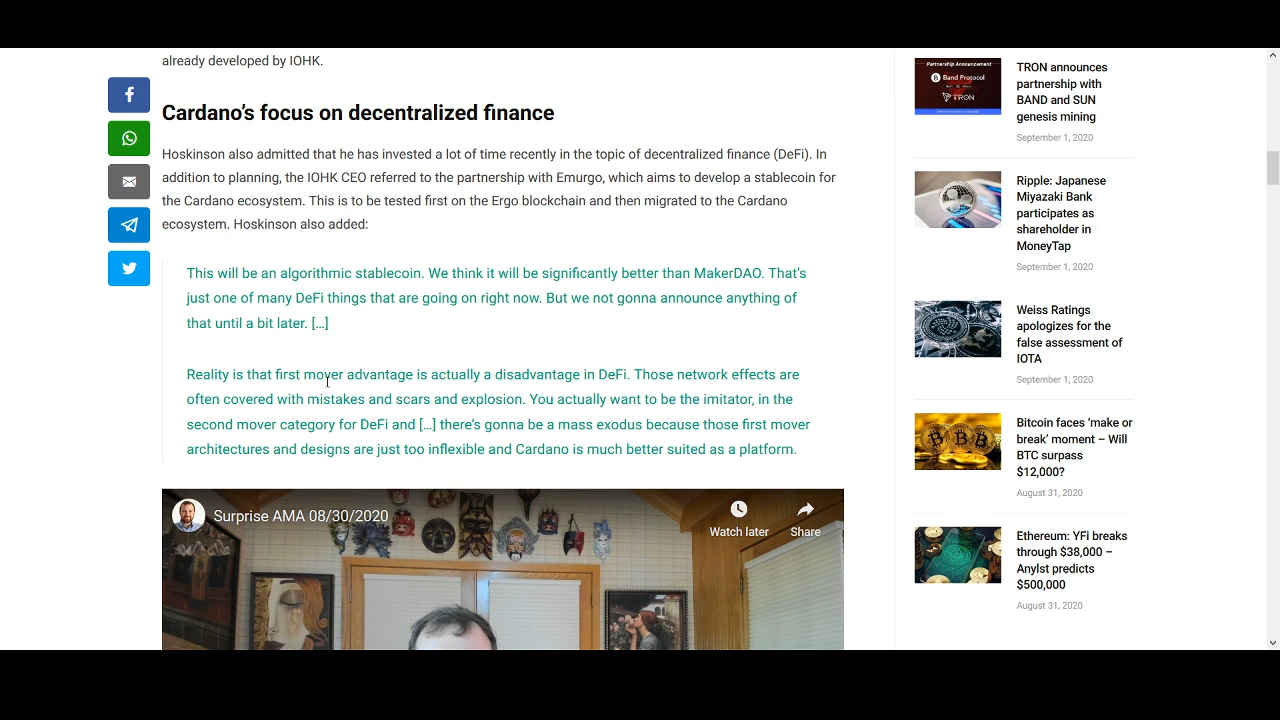 already developed by IOHK.
Cardano's focus on decentralized finance
Hoskinson also admitted that he has invested a lot of time recently in the topic of decentralized finance (DeFi). In
addition to planning, the IOHK CEO referred to the partnership with Emurgo, which aims to develop a stablecoin for
the Cardano ecosystem. This is to be tested first on the Ergo blockchain and then migrated to the Cardano
ecosystem. Hoskinson also added:
This will be an algorithmic stablecoin. We think it will be significantly better than MakerDAO. That's
just one of many DeFi things that are going on right now. But we not gonna announce anything of
that until a bit later. […]
Reality is that first mover advantage is actually a disadvantage in DeFi. Those network effects are
often covered with mistakes and scars and explosion. You actually want to be the imitator, in the
second mover category for DeFi and […] there's gonna be a mass exodus because those first mover
architectures and designs are just too inflexible and Cardano is much better suited as a platform.
Surprise AMA 08/30/2020
Watch later
Share
Partnership Announcement
Band Protocol
TRON
TRON announces
partnership with
BAND and SUN
genesis mining
September 1, 2020
Ripple: Japanese
Miyazaki Bank
participates as
shareholder in
MoneyTap
September 1, 2020
Weiss Ratings
apologizes for the
false assessment of
IOTA
September 1, 2020
Bitcoin faces 'make or
break' moment – Will
BTC surpass
$12,000?
August 31, 2020
Ethereum: YFi breaks
through $38,000 –
Anylst predicts
$500,000
August 31, 2020